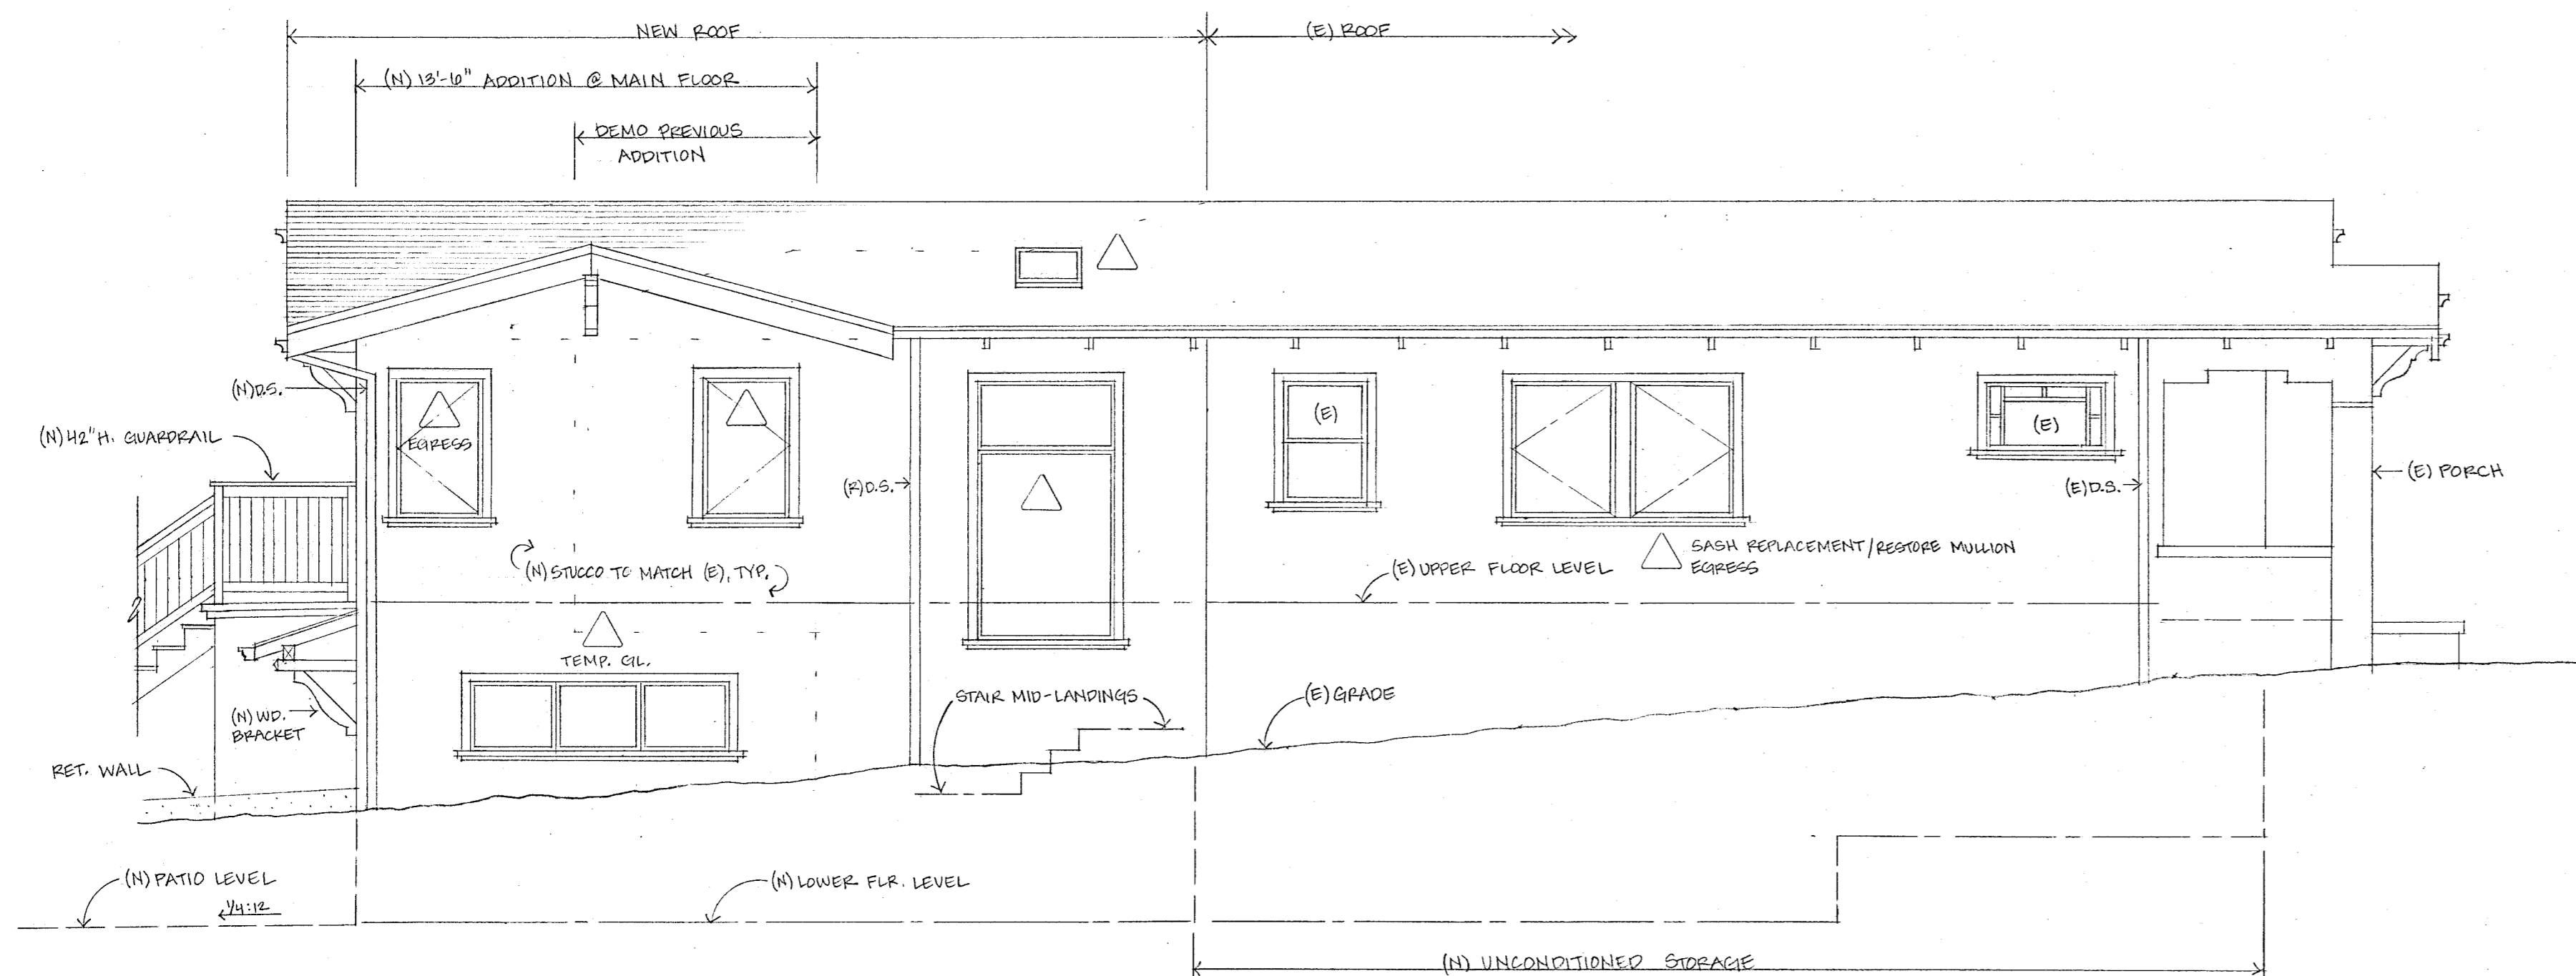 NEW ROOF
(E) ROOF
(N) 13'-6" ADDITION @ MAIN FLOOR
DEMO PREVIOUS
ADDITION
(N) D.S.
(N) 42" H. GUARDRAIL
EGRESS
(R) D.S.
(E)
(E)
(E) D.S.
(E) PORCH
(N) STUCCO TO MATCH (E), TYP.
(E) UPPER FLOOR LEVEL
SASH REPLACEMENT/RESTORE MULLION
EGRESS
TEMP. GL.
STAIR MID-LANDINGS
(E) GRADE
(N) WD.
BRACKET
RET. WALL
(N) PATIO LEVEL
1/4:12
(N) LOWER FLR. LEVEL
(N) UNCONDITIONED STORAGE